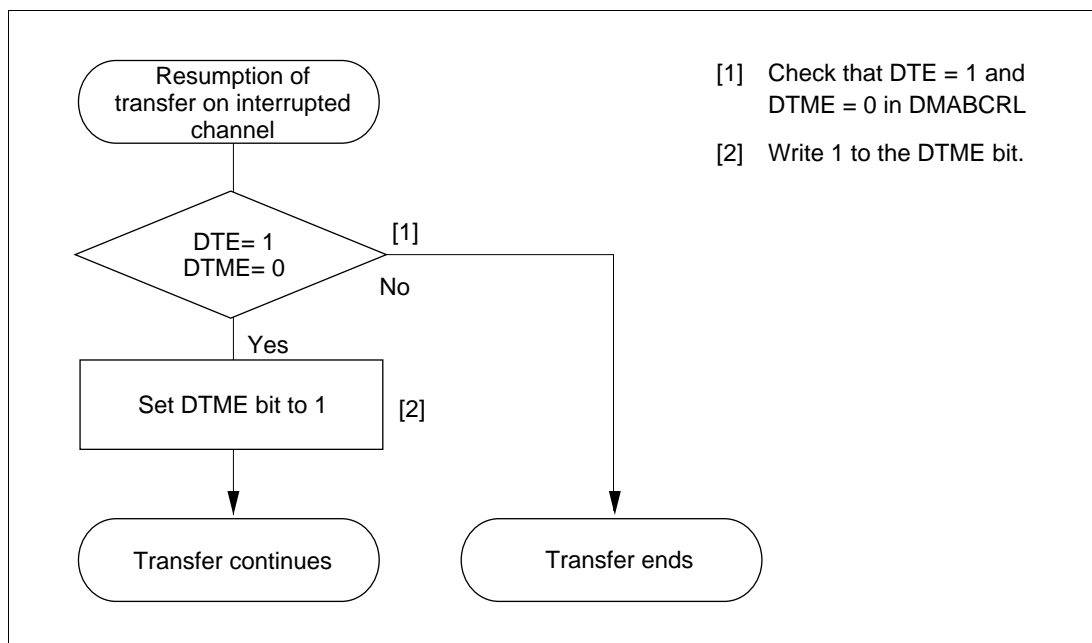 Resumption of
transfer on interrupted
channel
DTE= 1
DTME= 0
[1]
No
Yes
Set DTME bit to 1
[2]
Transfer continues
Transfer ends
[1] Check that DTE = 1 and
DTME = 0 in DMABCRL
[2] Write 1 to the DTME bit.